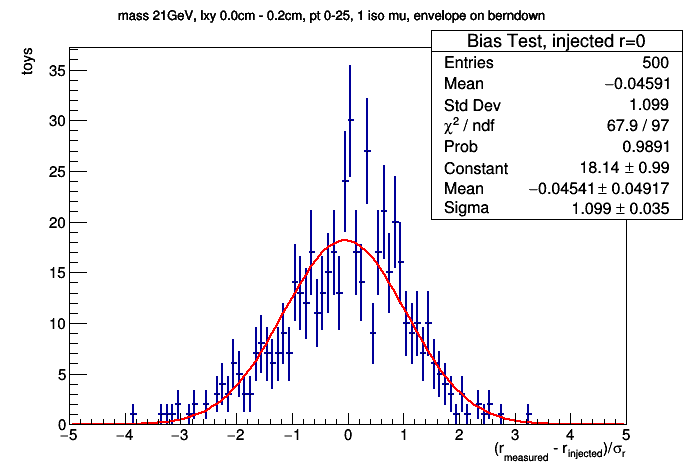 mass 21GeV, lxy 0.0cm - 0.2cm, pt 0-25, 1 iso mu, envelope on berndown
toys
Bias Test, injected r=0
Entries 500
Mean −0.04591
Std Dev 1.099
χ² / ndf 67.9 / 97
Prob 0.9891
Constant 18.14 ± 0.99
Mean −0.04541 ± 0.04917
Sigma 1.099 ± 0.035
35
30
25
20
15
10
5
0
−5 −4 −3 −2 −1 0 1 2 3 4 5
(r_measured - r_injected)/σ_r